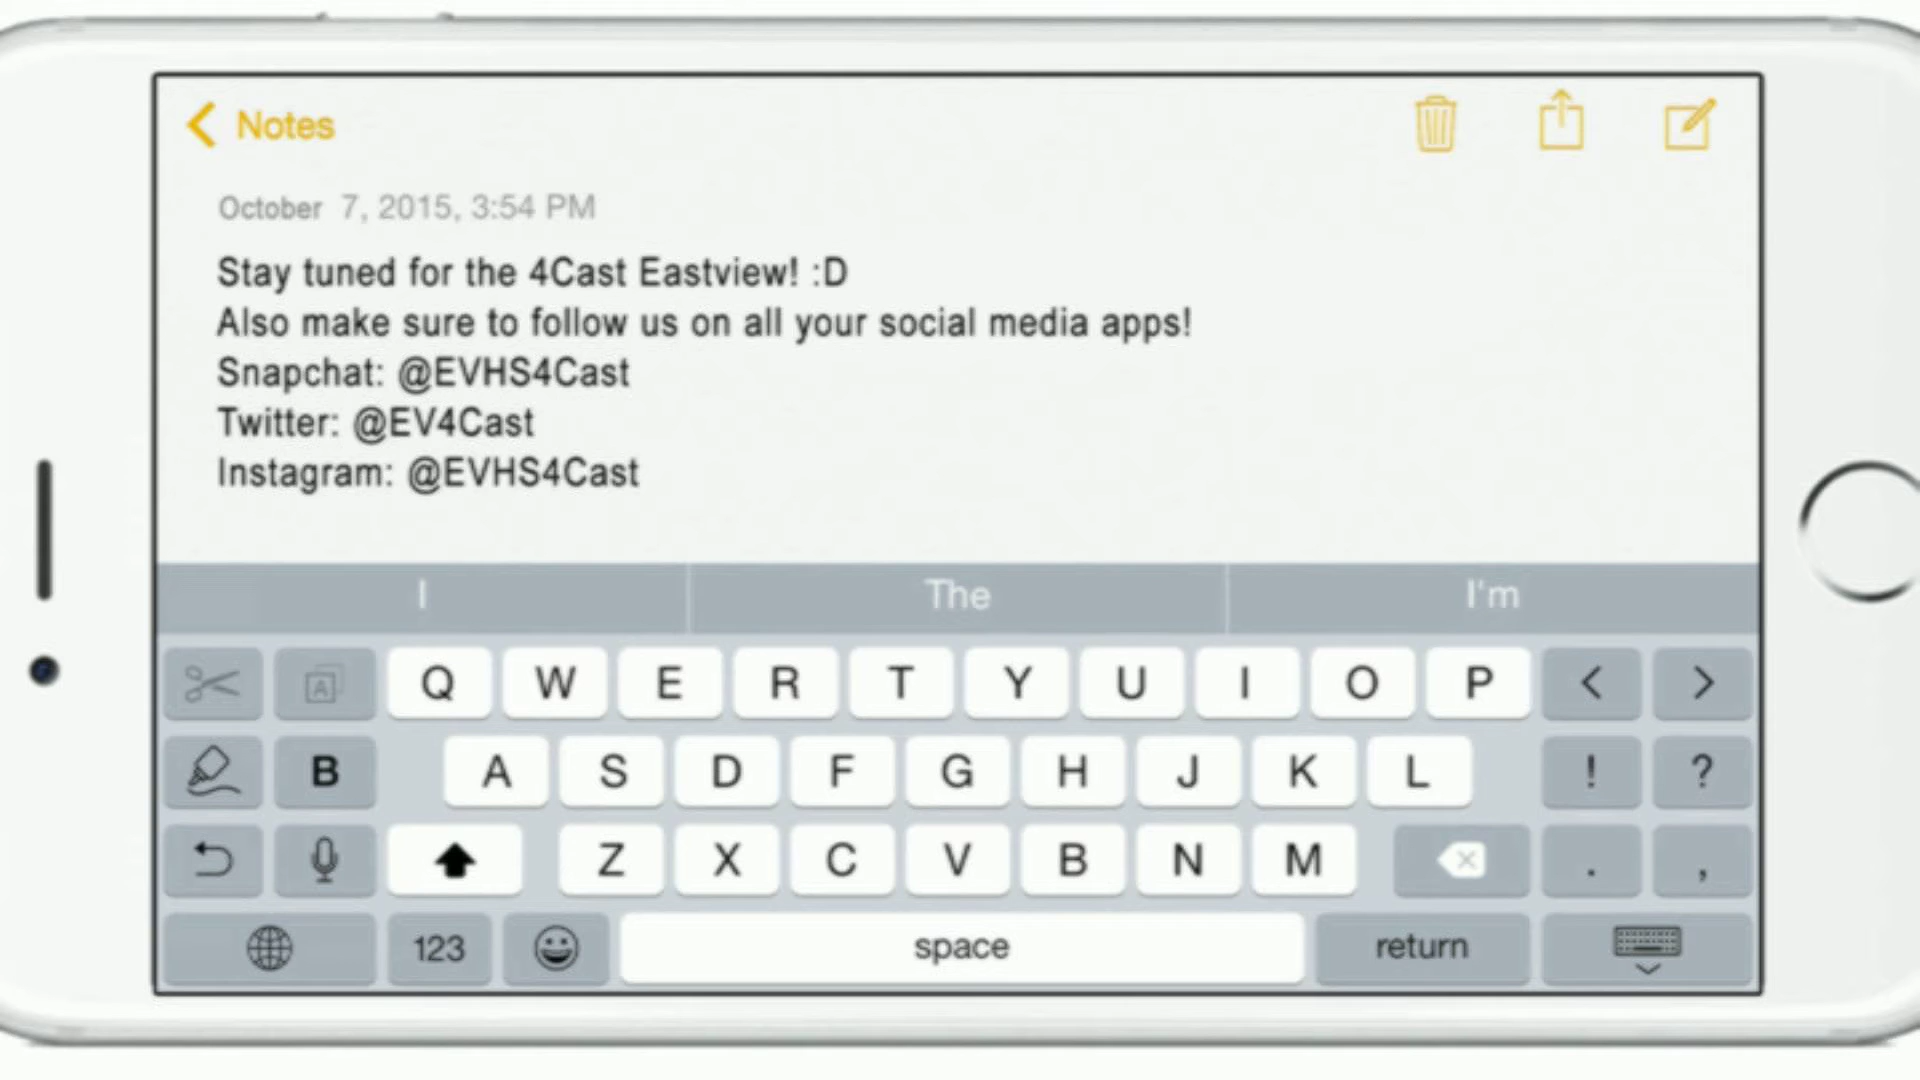 Notes
October 7, 2015, 3:54 PM
Stay tuned for the 4Cast Eastview! :D
Also make sure to follow us on all your social media apps!
Snapchat: @EVHS4Cast
Twitter: @EV4Cast
Instagram: @EVHS4Cast
I The I'm
A Q W E R T Y U I O P < >
B A S D F G H J K L ! ?
Z X C V B N M . ,
123 space return